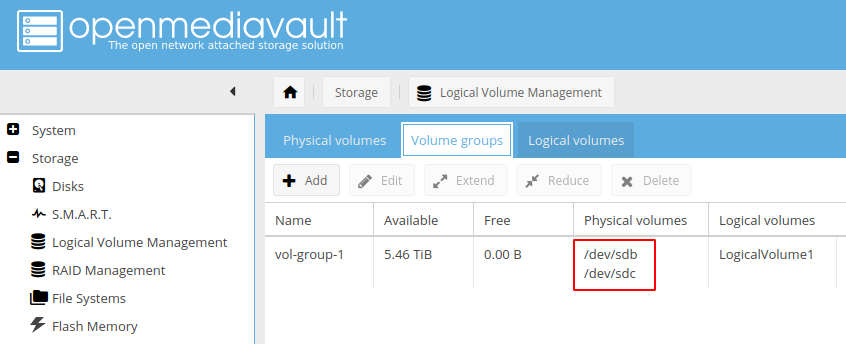 openmediavault
The open network attached storage solution
Storage
Logical Volume Management
System
Storage
Disks
S.M.A.R.T.
Logical Volume Management
RAID Management
File Systems
Flash Memory
Physical volumes Volume groups Logical volumes
Add Edit Extend Reduce Delete
Name Available Free Physical volumes Logical volumes
vol-group-1 5.46 TiB 0.00 B /dev/sdb LogicalVolume1
/dev/sdc